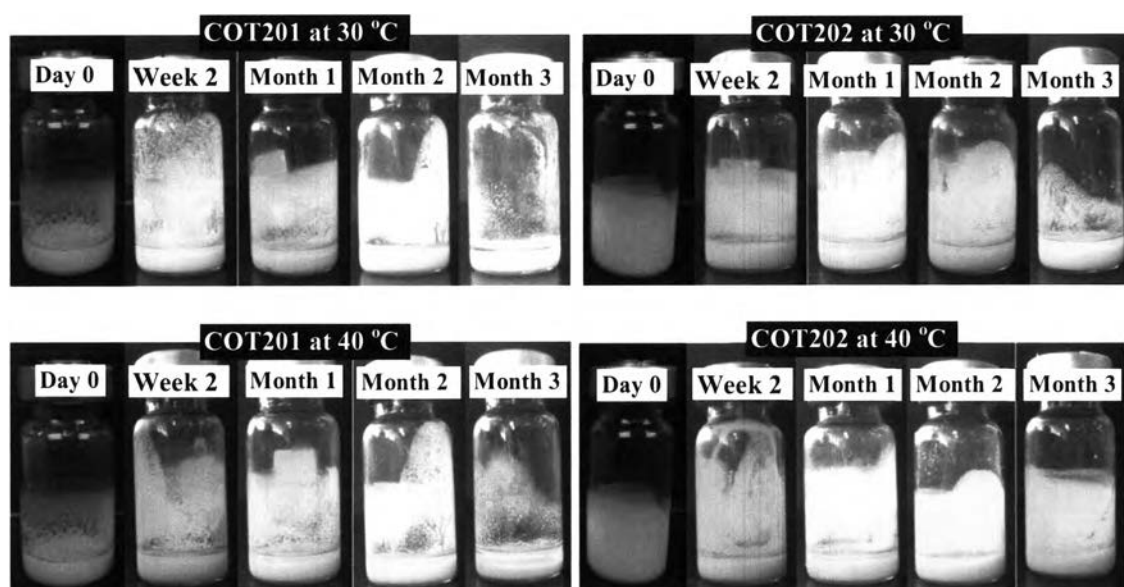 COT201 at 30 °C
Day 0 Week 2 Month 1 Month 2 Month 3
COT202 at 30 °C
Day 0 Week 2 Month 1 Month 2 Month 3
COT201 at 40 °C
Day 0 Week 2 Month 1 Month 2 Month 3
COT202 at 40 °C
Day 0 Week 2 Month 1 Month 2 Month 3